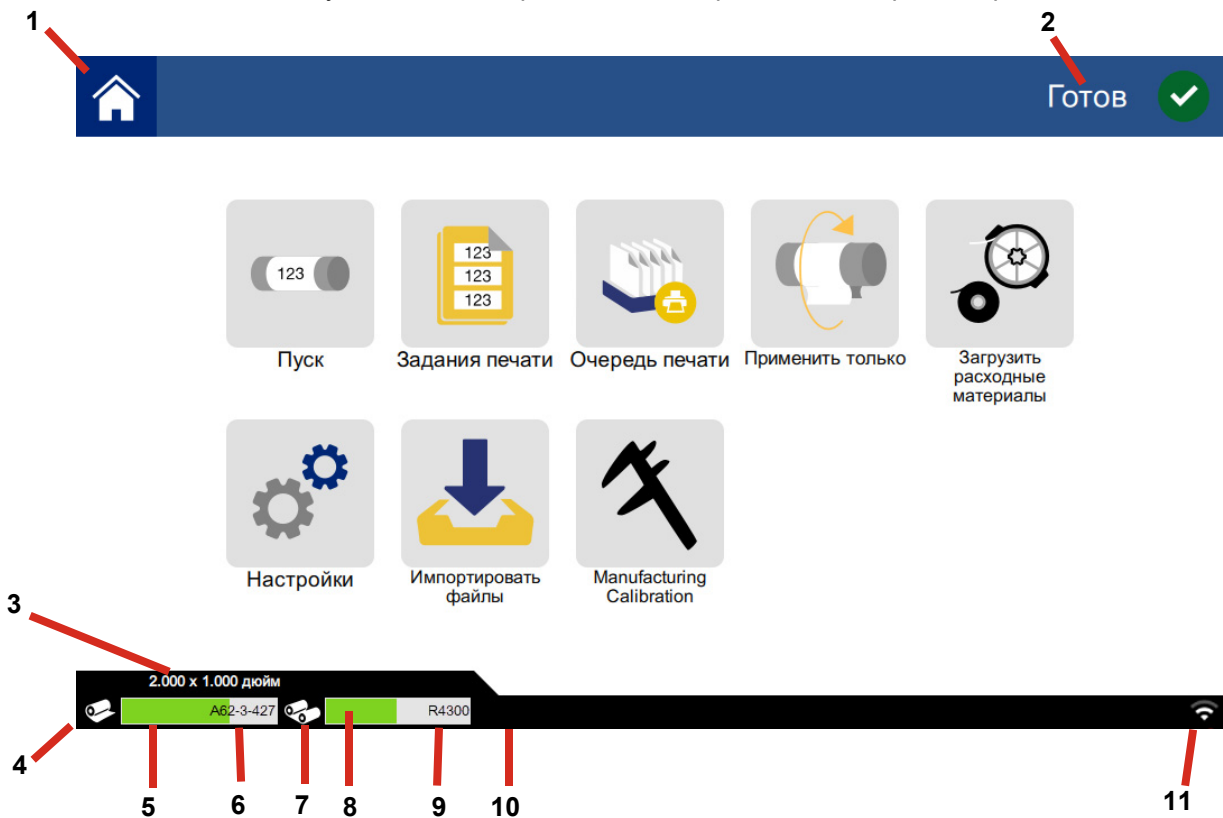 1
2
Готов
123
123
123
123
Пуск
Задания печати
Очередь печати
Применить только
Загрузить
расходные
материалы
Настройки
Импортировать
файлы
Manufacturing
Calibration
3
2.000 x 1.000 дюйм
A62-3-427
R4300
4
5
6
7
8
9
10
11